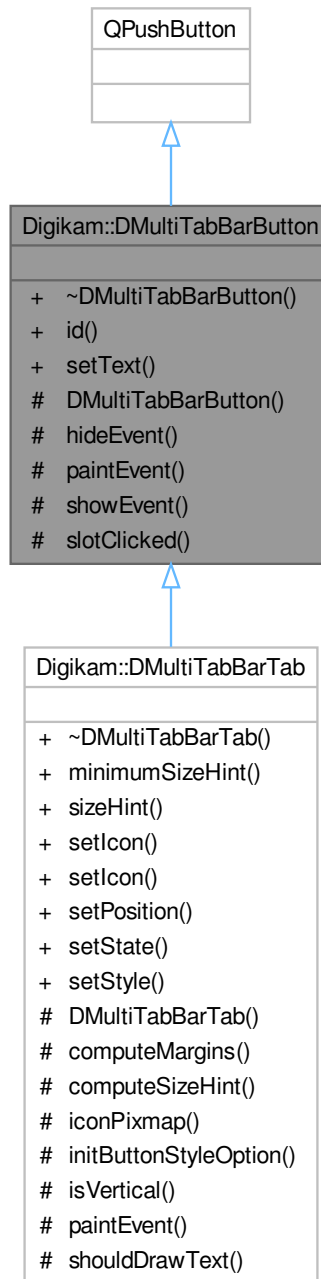 QPushButton
Digikam::DMultiTabBarButton
+ ~DMultiTabBarButton()
+ id()
+ setText()
# DMultiTabBarButton()
# hideEvent()
# paintEvent()
# showEvent()
# slotClicked()
Digikam::DMultiTabBarTab
+ ~DMultiTabBarTab()
+ minimumSizeHint()
+ sizeHint()
+ setIcon()
+ setIcon()
+ setPosition()
+ setState()
+ setStyle()
# DMultiTabBarTab()
# computeMargins()
# computeSizeHint()
# iconPixmap()
# initButtonStyleOption()
# isVertical()
# paintEvent()
# shouldDrawText()